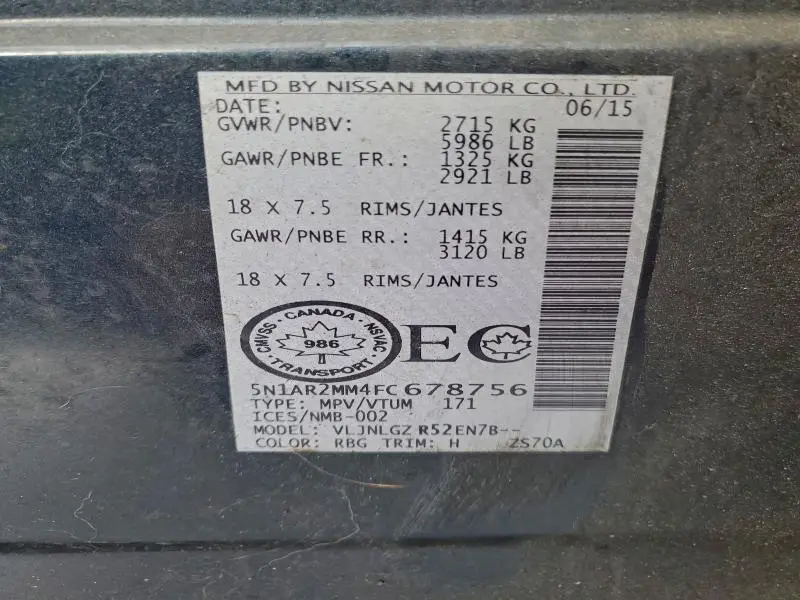 MFD BY NISSAN MOTOR CO., LTD.
DATE: 06/15
GVWR/PNBV: 2715 KG
5986 LB
GAWR/PNBE FR.: 1325 KG
2921 LB
18 X 7.5 RIMS/JANTES
GAWR/PNBE RR.: 1415 KG
3120 LB
18 X 7.5 RIMS/JANTES
CMVSS · CANADA · NSVAC
986
TRANSPORT
EC
5N1AR2MM4FC678756
TYPE: MPV/VTUM 171
ICES/NMB-002
MODEL: VLJNLGZ R52EN7B--
COLOR: RBG TRIM: H ZS70A